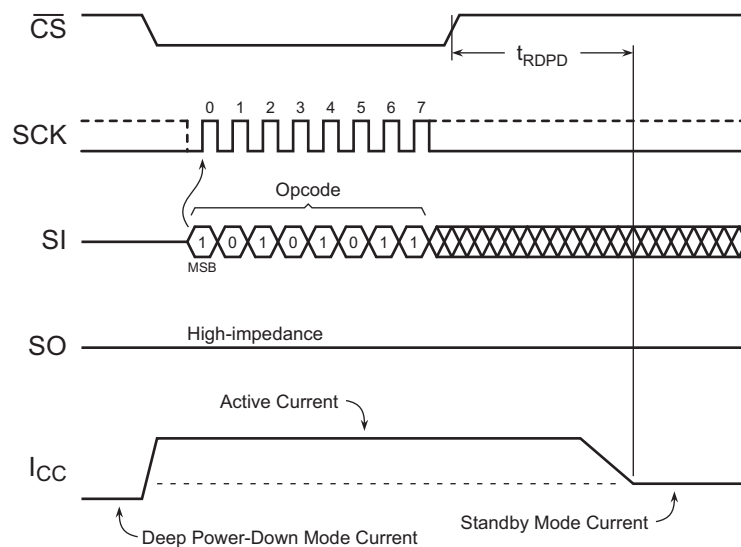 CS
tRDPD
0 1 2 3 4 5 6 7
SCK
Opcode
SI
1 0 1 0 1 0 1 1
MSB
High-impedance
SO
Active Current
ICC
Standby Mode Current
Deep Power-Down Mode Current